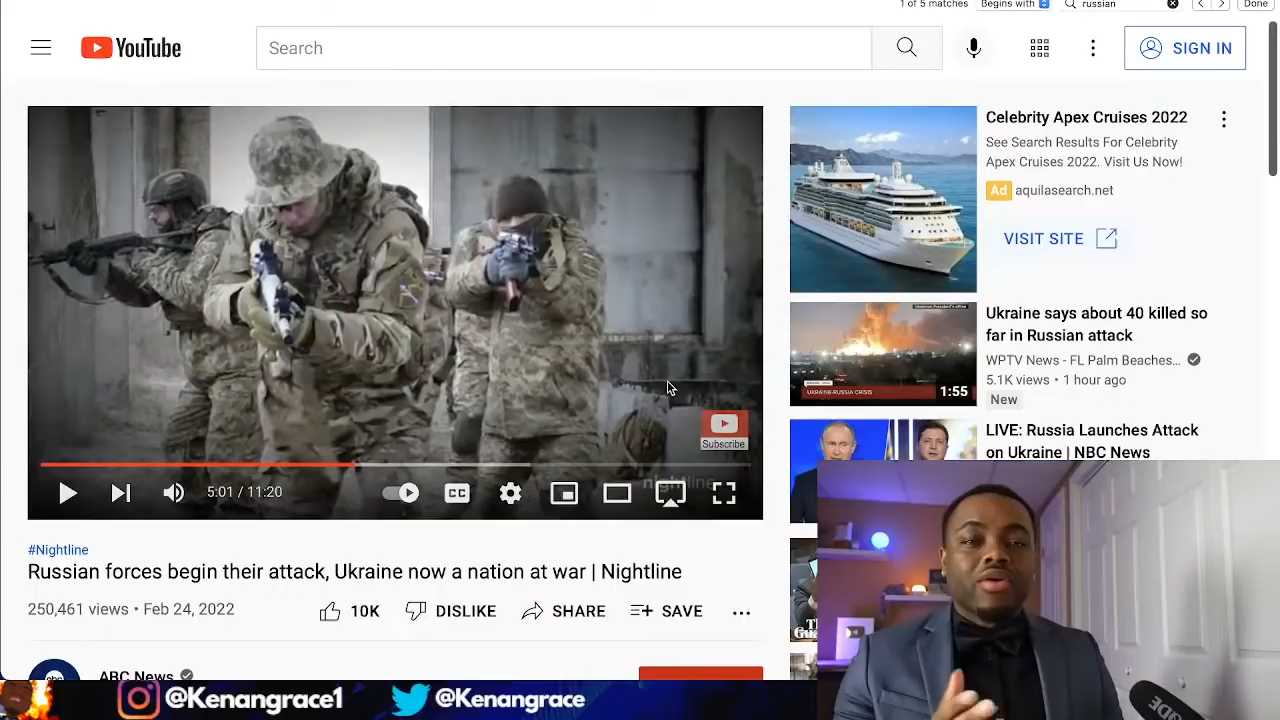 1 of 5 matches
Begins with
russian
Done
YouTube
Search
SIGN IN
Celebrity Apex Cruises 2022
See Search Results For Celebrity
Apex Cruises 2022. Visit Us Now!
Ad aquilasearch.net
VISIT SITE
Ukraine says about 40 killed so
far in Russian attack
WPTV News - FL Palm Beaches...
5.1K views • 1 hour ago
New
UKRAINE-RUSSIA CRISIS
1:55
LIVE: Russia Launches Attack
on Ukraine | NBC News
Subscribe
nightline
5:01 / 11:20
CC
#Nightline
Russian forces begin their attack, Ukraine now a nation at war | Nightline
250,461 views • Feb 24, 2022
10K
DISLIKE
SHARE
SAVE
ABC News
@Kenangrace1
@Kenangrace